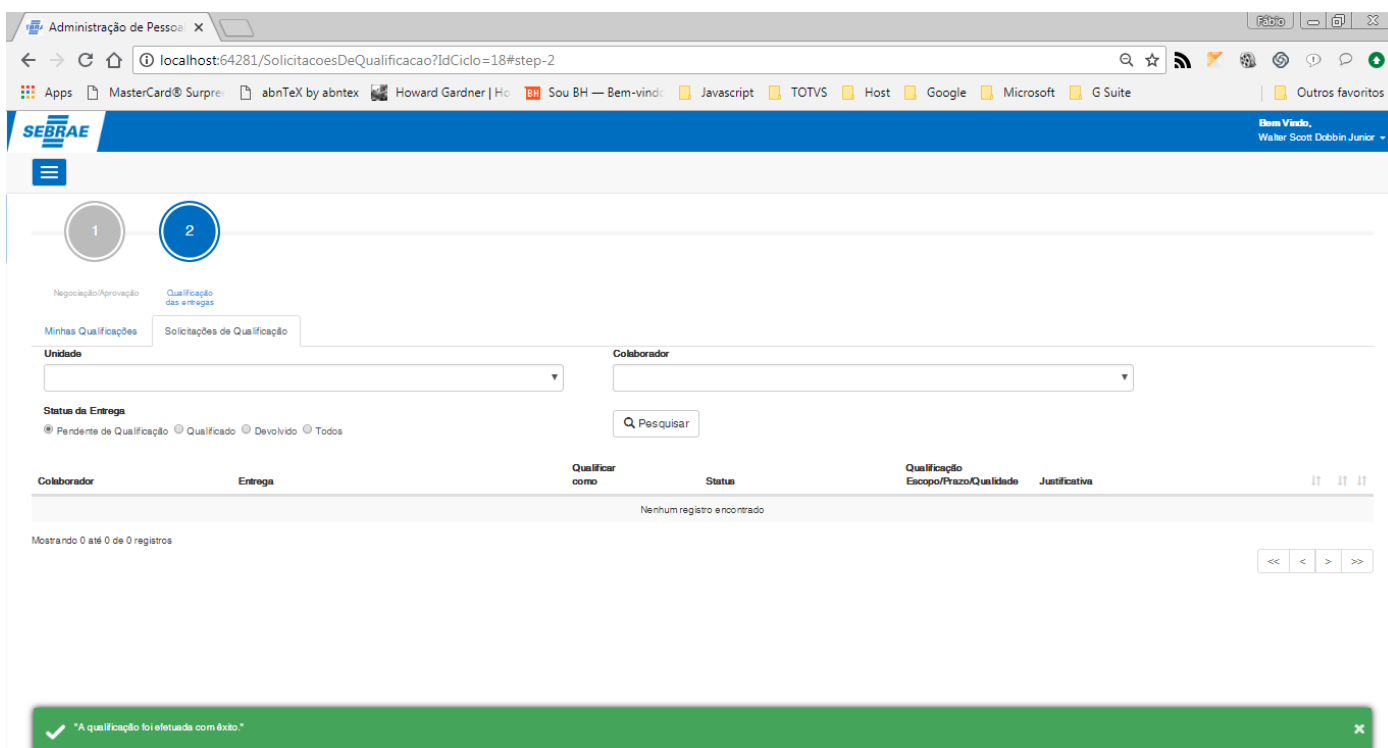 Administração de Pessoal
Fábio
localhost:64281/SolicitacoesDeQualificacao?IdCiclo=18#step-2
Apps MasterCard® Surpre abnTeX by abntex Howard Gardner | Ho BH Sou BH — Bem-vindo Javascript TOTVS Host Google Microsoft G Suite Outros favoritos
SEBRAE
Bem Vindo,
Walter Scott Dobbin Junior
1 2
Negociação/Aprovação Qualificação
das entregas
Minhas Qualificações Solicitações de Qualificação
Unidade Colaborador
Status da Entrega
Pendente de Qualificação Qualificado Devolvido Todos Pesquisar
Colaborador Entrega Qualificar como Status Qualificação Escopo/Prazo/Qualidade Justificativa
Nenhum registro encontrado
Mostrando 0 até 0 de 0 registros
<< < > >>
"A qualificação foi efetuada com êxito."